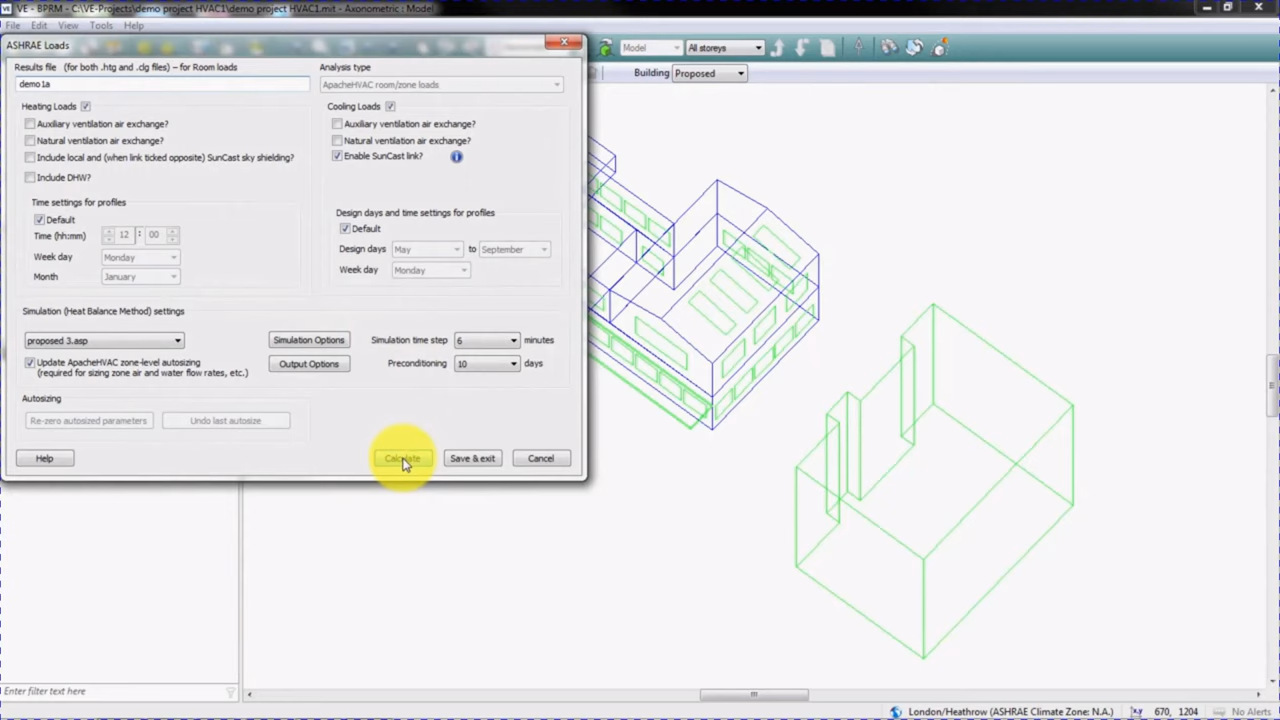 VE - BPRM - C:\VE-Projects\demo project HVAC1\demo project HVAC1.mit - Axonometric : Model
File Edit View Tools Help
ASHRAE Loads
Model All storeys
Building Proposed
Results file (for both .htg and .clg files) – for Room loads
Analysis type
demo1a
ApacheHVAC room/zone loads
Heating Loads
Cooling Loads
Auxiliary ventilation air exchange?
Auxiliary ventilation air exchange?
Natural ventilation air exchange?
Natural ventilation air exchange?
Include local and (when link ticked opposite) SunCast sky shielding?
Enable SunCast link?
Include DHW?
Time settings for profiles
Design days and time settings for profiles
Default
Default
Time (hh:mm) 12 : 00
Design days May to September
Week day Monday
Week day Monday
Month January
Simulation (Heat Balance Method) settings
proposed 3.asp
Simulation Options
Simulation time step 6 minutes
Update ApacheHVAC zone-level autosizing
(required for sizing zone air and water flow rates, etc.)
Output Options
Preconditioning 10 days
Autosizing
Re-zero autosized parameters
Undo last autosize
Help
Calculate
Save & exit
Cancel
Enter filter text here
London/Heathrow (ASHRAE Climate Zone: N.A.)
670, 1204
No Alerts